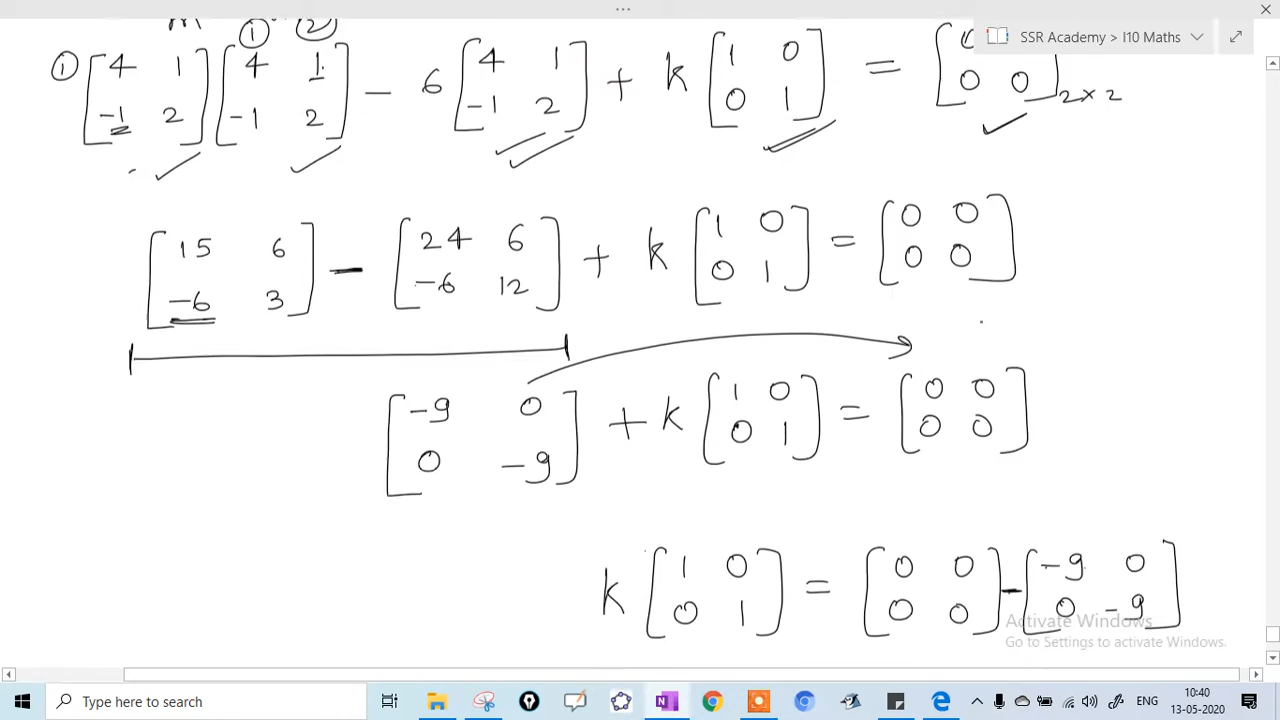 ...
SSR Academy > I10 Maths
① ②
① [4 1 -1 2] [4 1 -1 2] - 6 [4 1 -1 2] + k [1 0 0 1] = [0 0 0] 2×2
[15 6 -6 3] - [24 6 -6 12] + k [1 0 0 1] = [0 0 0 0]
[-9 0 0 -9] + k [1 0 0 1] = [0 0 0 0]
k [1 0 0 1] = [0 0 0 0] - [-9 0 0 -9]
Activate Windows
Go to Settings to activate Windows.
Type here to search
ENG
10:40
13-05-2020